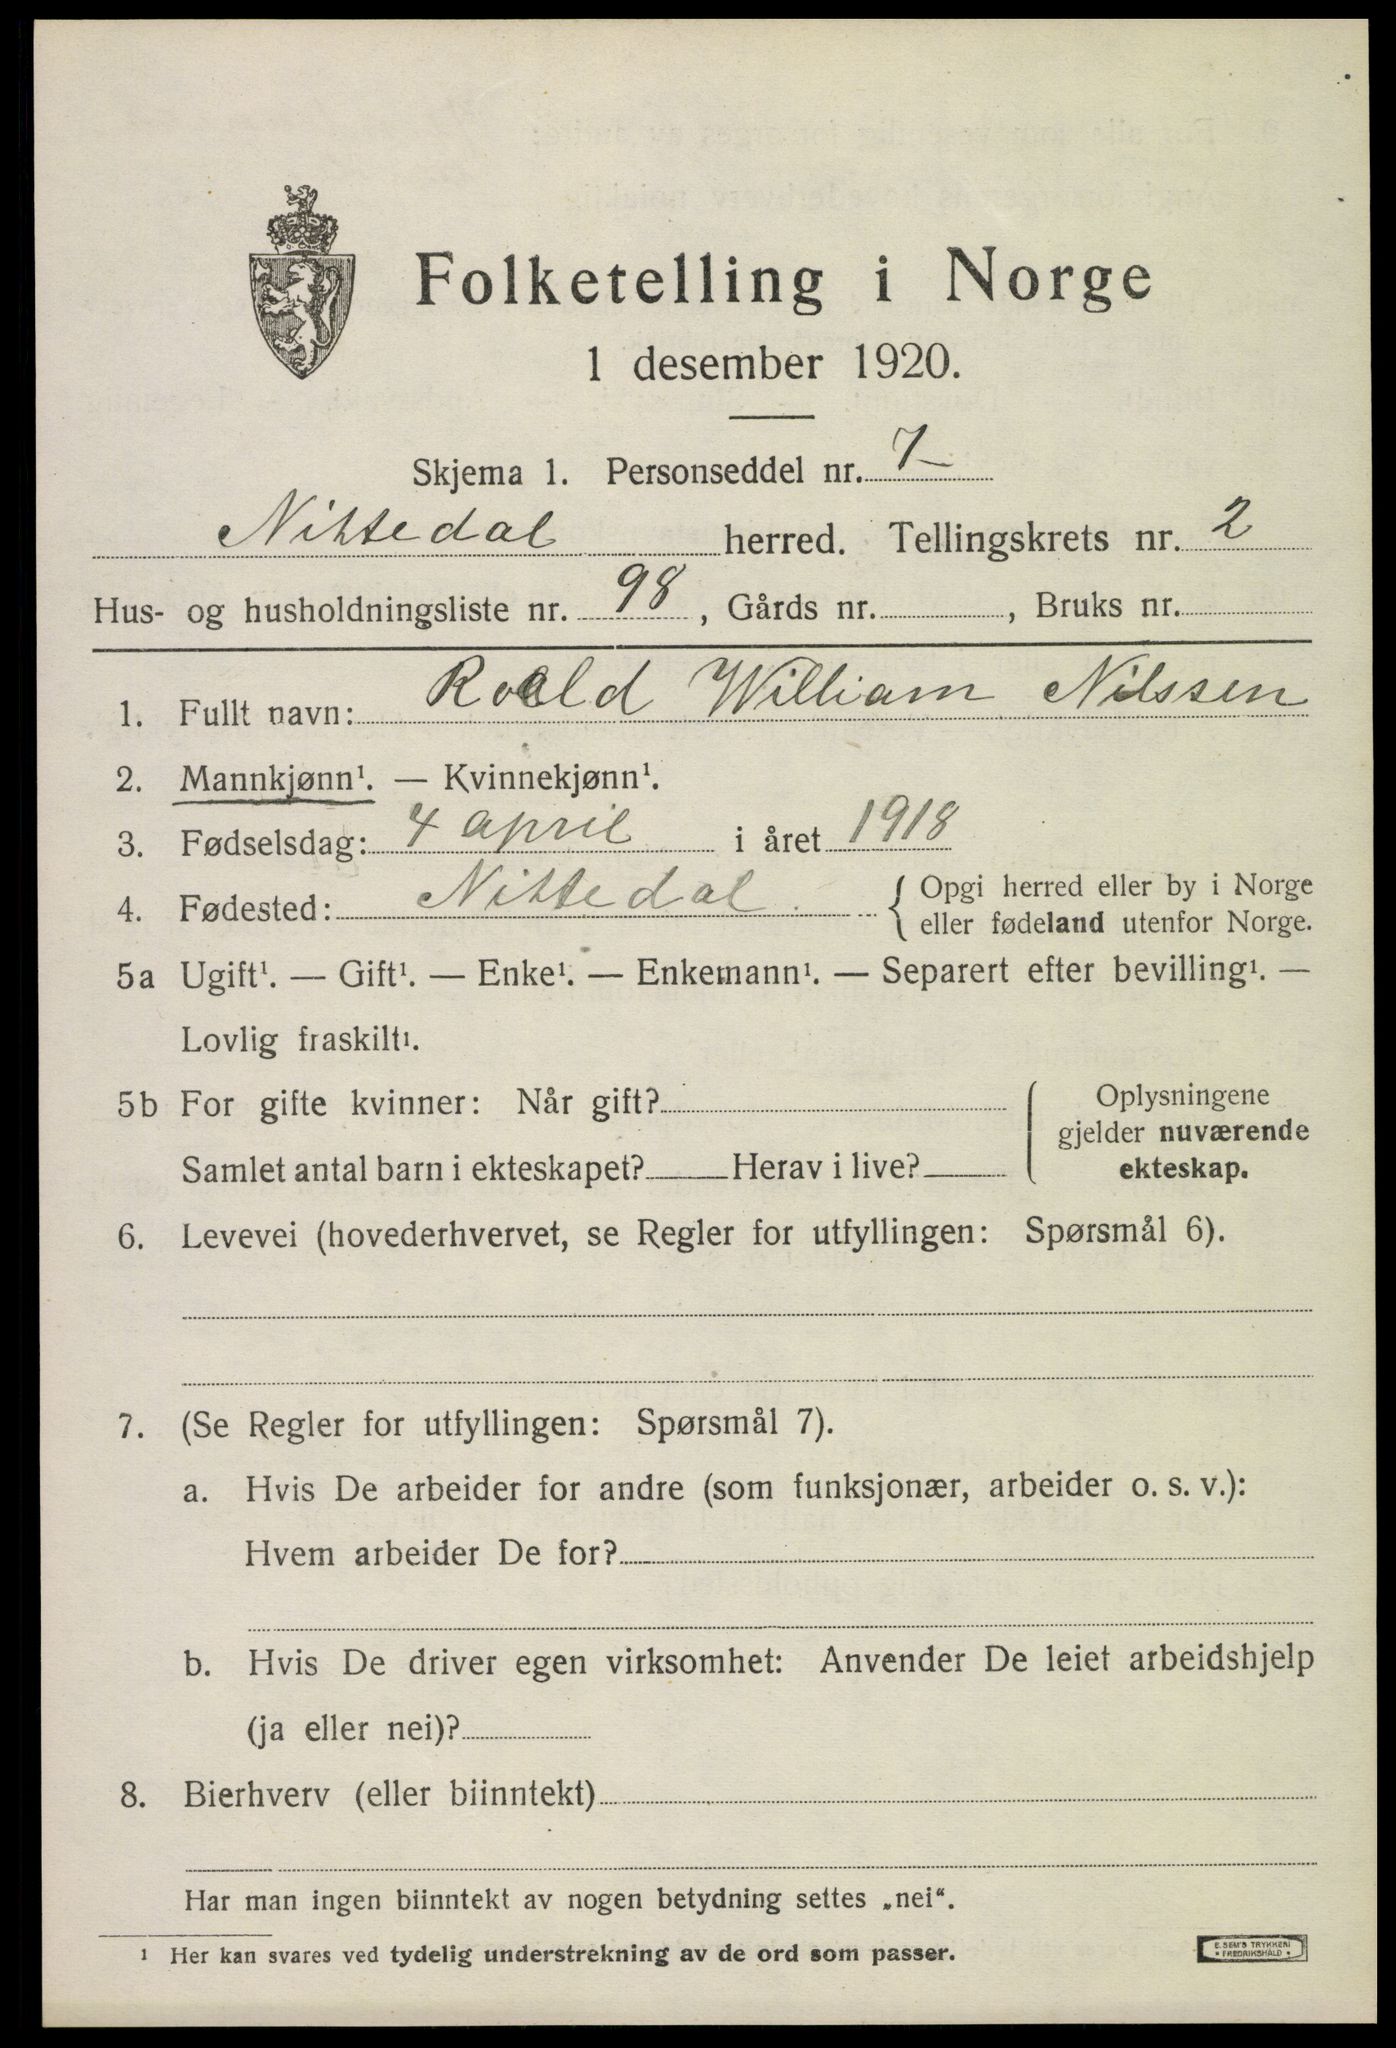 Folketelling i Norge
1 desember 1920.
Skjema 1. Personseddel nr. 7
Nittedal herred. Tellingskrets nr. 2
Hus- og husholdningsliste nr. 98, Gårds nr. , Bruks nr.
1. Fullt navn: Roald William Nilssen
2. Mannkjønn¹. — Kvinnekjønn¹.
3. Fødselsdag: 4 april i året 1918
4. Fødested: Nittedal { Opgi herred eller by i Norge
eller fødeland utenfor Norge.
5a Ugift¹. — Gift¹. — Enke¹. — Enkemann¹. — Separert efter bevilling¹. —
Lovlig fraskilt¹.
5b For gifte kvinner: Når gift?
Samlet antal barn i ekteskapet? Herav i live?
Oplysningene
gjelder nuværende
ekteskap.
6. Levevei (hovederhvervet, se Regler for utfyllingen: Spørsmål 6).
7. (Se Regler for utfyllingen: Spørsmål 7).
a. Hvis De arbeider for andre (som funksjonær, arbeider o. s. v.):
Hvem arbeider De for?
b. Hvis De driver egen virksomhet: Anvender De leiet arbeidshjelp
(ja eller nei)?
8. Bierhverv (eller biinntekt)
Har man ingen biinntekt av nogen betydning settes „nei“.
¹ Her kan svares ved tydelig understrekning av de ord som passer.
E. SEM'S TRYKKERI
• FREDRIKSHALD •